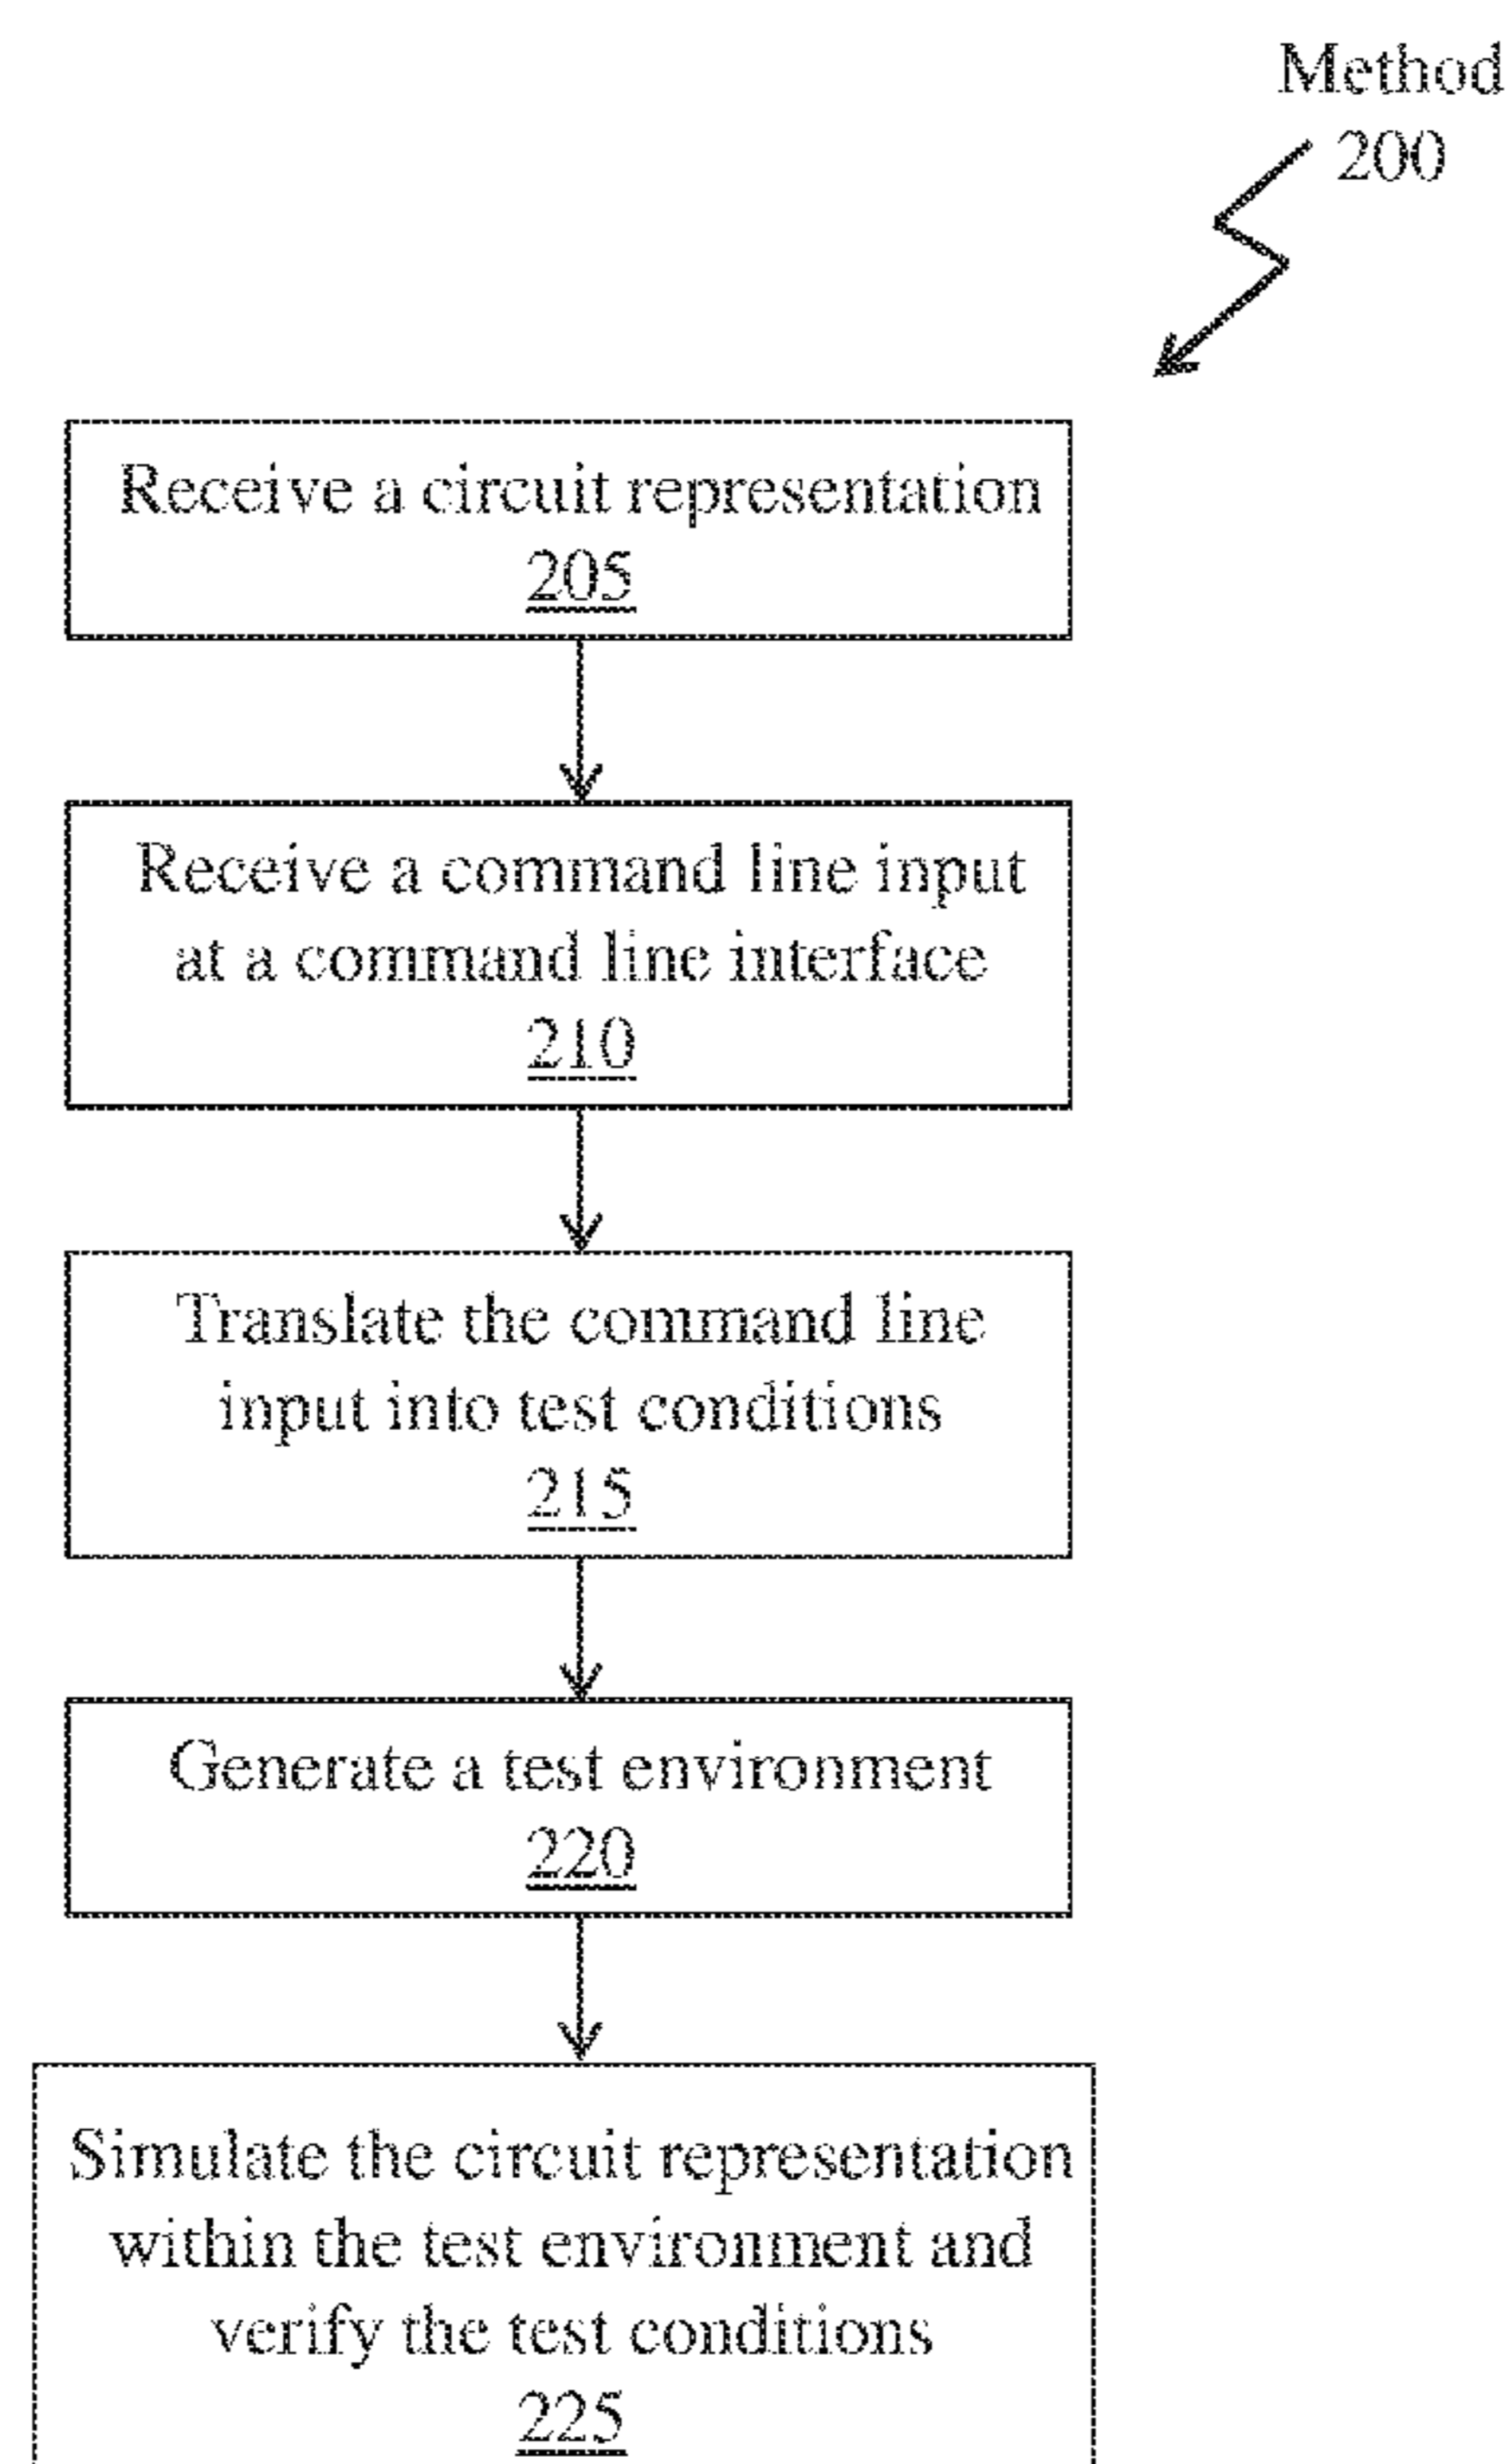 Method
200
Receive a circuit representation
205
Receive a command line input
at a command line interface
210
Translate the command line
input into test conditions
215
Generate a test environment
220
Simulate the circuit representation
within the test environment and
verify the test conditions
225